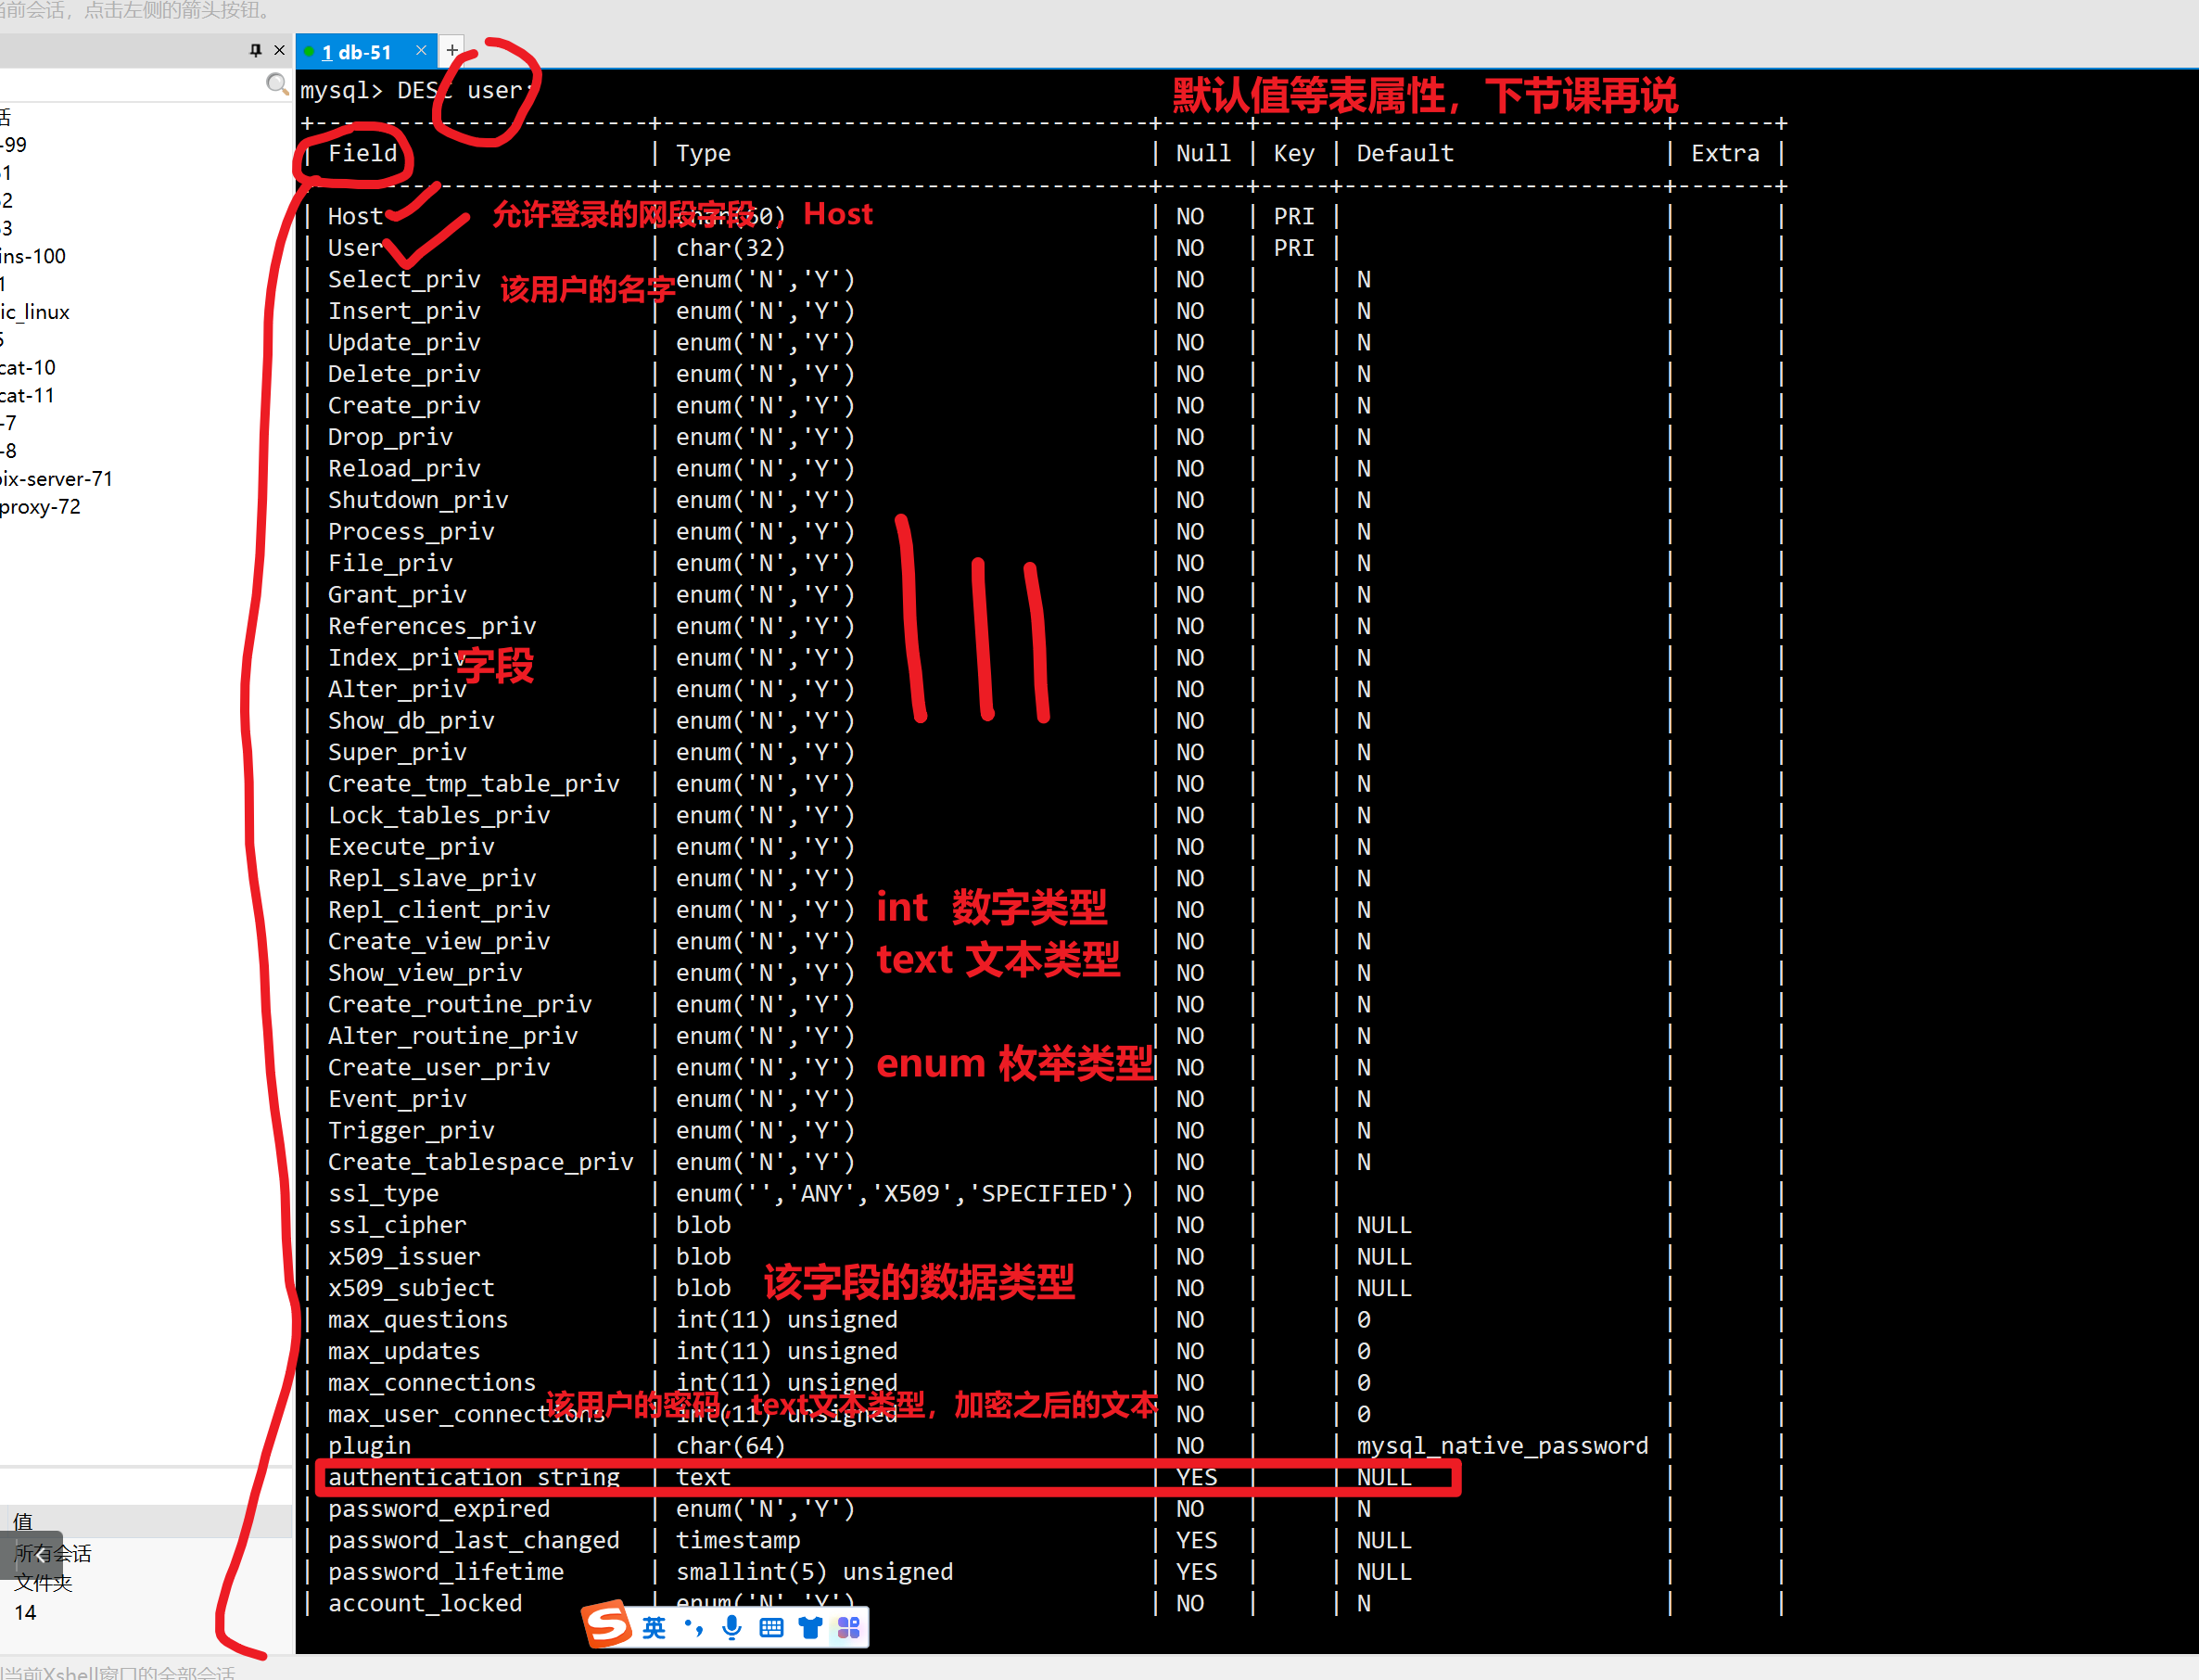 当前会话，点击左侧的箭头按钮。
1 db-51 × +
mysql> DESC user;
默认值等表属性，下节课再说
| Field | Type | Null | Key | Default | Extra |
| Host | char(60) | NO | PRI | | |
允许登录的网段字段，Host
| User | char(32) | NO | PRI | | |
| Select_priv | enum('N','Y') | NO | | N | |
该用户的名字
| Insert_priv | enum('N','Y') | NO | | N | |
| Update_priv | enum('N','Y') | NO | | N | |
| Delete_priv | enum('N','Y') | NO | | N | |
| Create_priv | enum('N','Y') | NO | | N | |
| Drop_priv | enum('N','Y') | NO | | N | |
| Reload_priv | enum('N','Y') | NO | | N | |
| Shutdown_priv | enum('N','Y') | NO | | N | |
| Process_priv | enum('N','Y') | NO | | N | |
| File_priv | enum('N','Y') | NO | | N | |
| Grant_priv | enum('N','Y') | NO | | N | |
| References_priv | enum('N','Y') | NO | | N | |
| Index_priv | enum('N','Y') | NO | | N | |
字段
| Alter_priv | enum('N','Y') | NO | | N | |
| Show_db_priv | enum('N','Y') | NO | | N | |
| Super_priv | enum('N','Y') | NO | | N | |
| Create_tmp_table_priv | enum('N','Y') | NO | | N | |
| Lock_tables_priv | enum('N','Y') | NO | | N | |
| Execute_priv | enum('N','Y') | NO | | N | |
| Repl_slave_priv | enum('N','Y') | NO | | N | |
| Repl_client_priv | enum('N','Y') | NO | | N | |
int 数字类型
| Create_view_priv | enum('N','Y') | NO | | N | |
text 文本类型
| Show_view_priv | enum('N','Y') | NO | | N | |
| Create_routine_priv | enum('N','Y') | NO | | N | |
| Alter_routine_priv | enum('N','Y') | NO | | N | |
| Create_user_priv | enum('N','Y') | NO | | N | |
enum 枚举类型
| Event_priv | enum('N','Y') | NO | | N | |
| Trigger_priv | enum('N','Y') | NO | | N | |
| Create_tablespace_priv | enum('N','Y') | NO | | N | |
| ssl_type | enum('','ANY','X509','SPECIFIED') | NO | | | |
| ssl_cipher | blob | NO | | NULL | |
| x509_issuer | blob | NO | | NULL | |
| x509_subject | blob | NO | | NULL | |
该字段的数据类型
| max_questions | int(11) unsigned | NO | | 0 | |
| max_updates | int(11) unsigned | NO | | 0 | |
| max_connections | int(11) unsigned | NO | | 0 | |
该用户的密码，text文本类型，加密之后的文本
| max_user_connections | int(11) unsigned | NO | | 0 | |
| plugin | char(64) | NO | | mysql_native_password | |
| authentication_string | text | YES | | NULL | |
| password_expired | enum('N','Y') | NO | | N | |
| password_last_changed | timestamp | YES | | NULL | |
| password_lifetime | smallint(5) unsigned | YES | | NULL | |
| account_locked | enum('N','Y') | NO | | N | |
话
-99
ins-100
ic_linux
cat-10
cat-11
-7
-8
bix-server-71
proxy-72
值
所有会话
文件夹
14
英
到当前Xshell窗口的全部会话